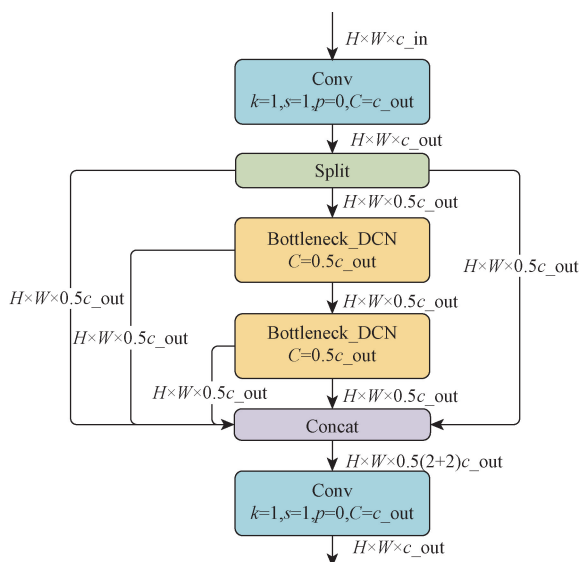 H×W×c_in
Conv
k=1,s=1,p=0,C=c_out
H×W×c_out
Split
H×W×0.5c_out
Bottleneck_DCN
C=0.5c_out
H×W×0.5c_out
H×W×0.5c_out
H×W×0.5c_out
H×W×0.5c_out
Bottleneck_DCN
C=0.5c_out
H×W×0.5c_out
H×W×0.5c_out
Concat
H×W×0.5(2+2)c_out
Conv
k=1,s=1,p=0,C=c_out
H×W×c_out